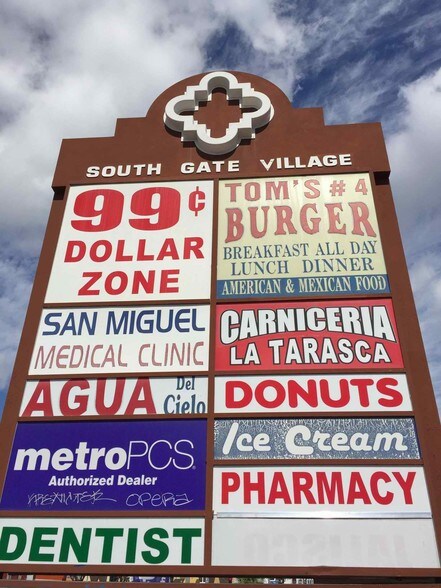 SOUTH GATE VILLAGE
99¢
DOLLAR
ZONE
TOM'S #4
BURGER
BREAKFAST ALL DAY
LUNCH DINNER
AMERICAN & MEXICAN FOOD
SAN MIGUEL
MEDICAL CLINIC
CARNICERIA
LA TARASCA
AGUA Del
Cielo
DONUTS
metroPCS
Authorized Dealer
OPERA
Ice Cream
PHARMACY
DENTIST